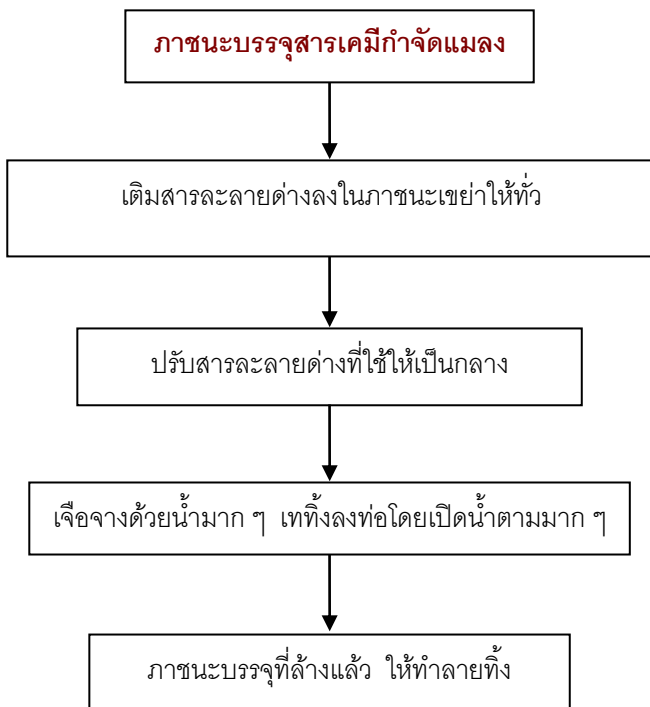 ภาชนะบรรจุสารเคมีกำจัดแมลง
เติมสารละลายด่างลงในภาชนะเขย่าให้ทั่ว
ปรับสารละลายด่างที่ใช้ให้เป็นกลาง
เจือจางด้วยน้ำมาก ๆ เททิ้งลงท่อโดยเปิดน้ำตามมาก ๆ
ภาชนะบรรจุที่ล้างแล้ว ให้ทำลายทิ้ง